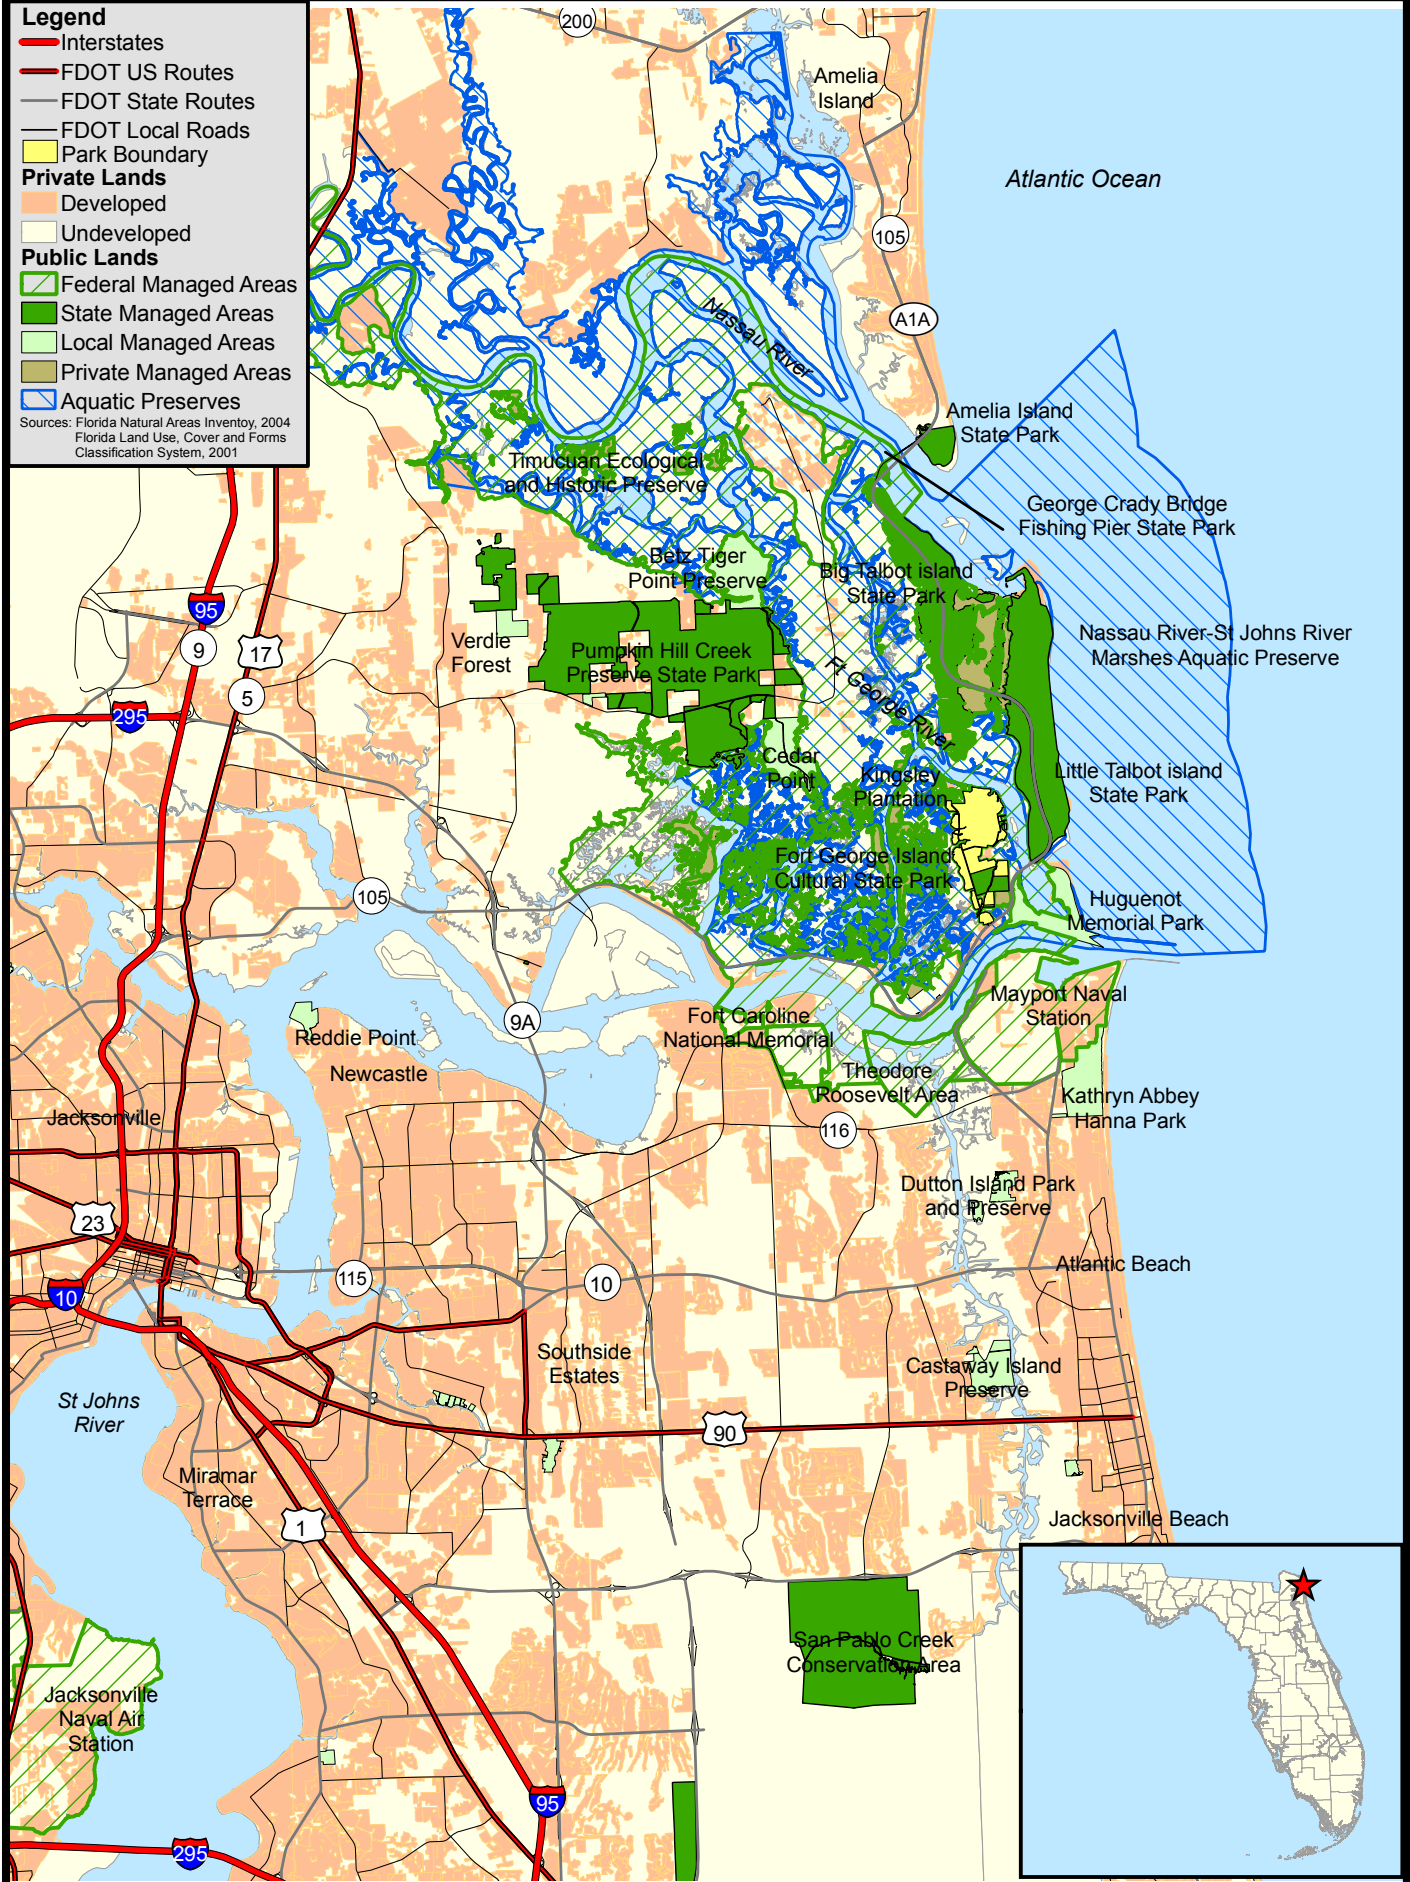 Legend
Interstates
FDOT US Routes
FDOT State Routes
FDOT Local Roads
Park Boundary
Private Lands
Developed
Undeveloped
Public Lands
Federal Managed Areas
State Managed Areas
Local Managed Areas
Private Managed Areas
Aquatic Preserves
Sources: Florida Natural Areas Inventoy, 2004
Florida Land Use, Cover and Forms
Classification System, 2001
200
Amelia
Island
Atlantic Ocean
105
A1A
Nassau River
Amelia Island
State Park
Timucuan Ecological
and Historic Preserve
George Crady Bridge
Fishing Pier State Park
Betz Tiger
Point Preserve
Big Talbot island
State Park
95
9
17
5
295
Verdie
Forest
Pumpkin Hill Creek
Preserve State Park
Nassau River-St Johns River
Marshes Aquatic Preserve
Ft George River
Cedar
Point
Kingsley
Plantation
Little Talbot island
State Park
Fort George Island
Cultural State Park
105
Huguenot
Memorial Park
9A
Reddie Point
Newcastle
Fort Caroline
National Memorial
Mayport Naval
Station
Theodore
Roosevelt Area
Kathryn Abbey
Hanna Park
Jacksonville
116
Dutton Island Park
and Preserve
23
Atlantic Beach
10
115
10
Southside
Estates
Castaway Island
Preserve
St Johns
River
90
Miramar
Terrace
1
Jacksonville Beach
San Pablo Creek
Conservation Area
Jacksonville
Naval Air
Station
95
295